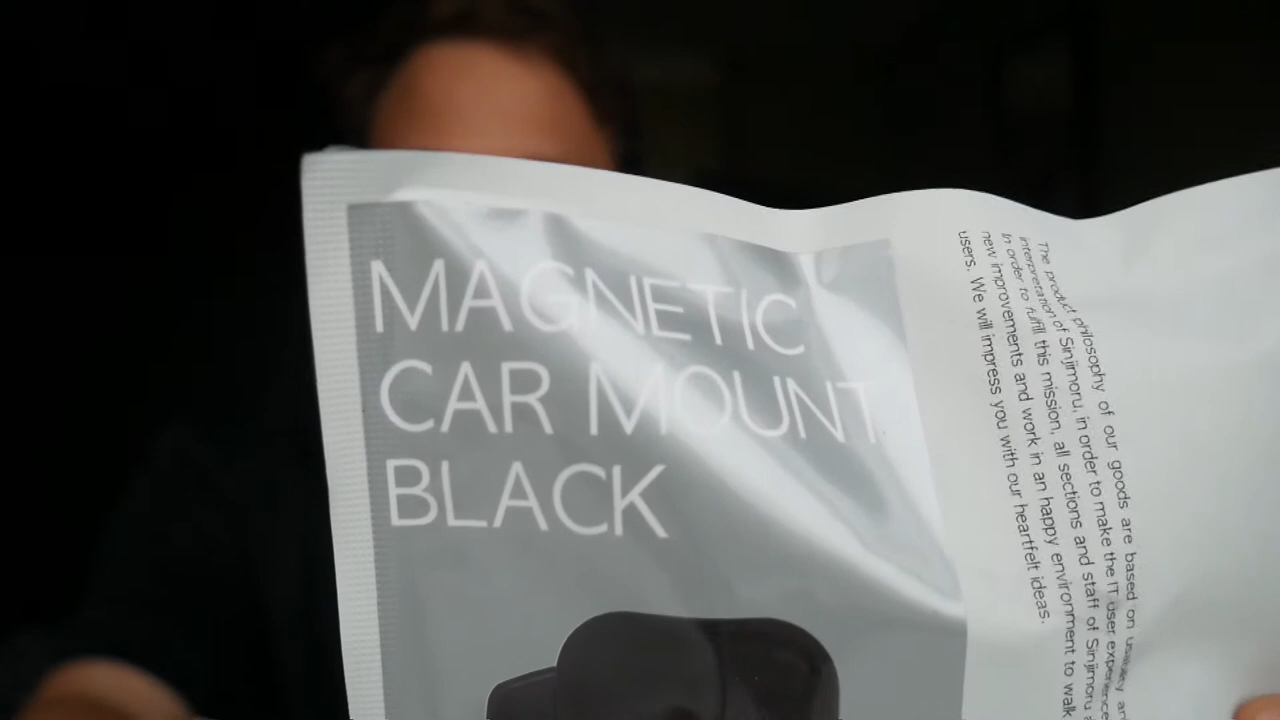 MAGNETIC
CAR MOUNT
BLACK
The product philosophy of our goods are based on usability
interpretation of Sinjimoru, in order to make the IT user experience
In order to fulfill this mission, all sections and staff of Sinjimoru
new improvements and work in an happy environment to walk
users. We will impress you with our heartfelt ideas.